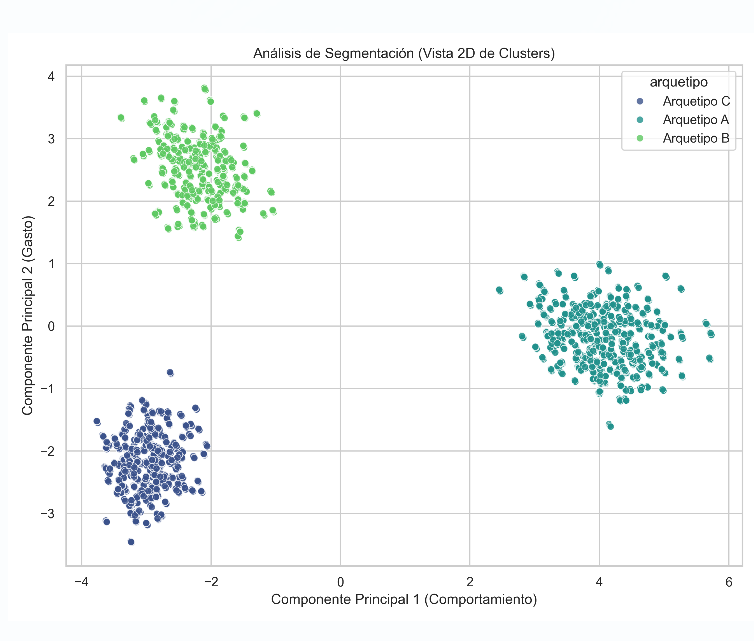 Análisis de Segmentación (Vista 2D de Clusters)
arquetipo
Arquetipo C
Arquetipo A
Arquetipo B
Componente Principal 2 (Gasto)
4
3
2
1
0
−1
−2
−3
−4
−2
0
2
4
6
Componente Principal 1 (Comportamiento)